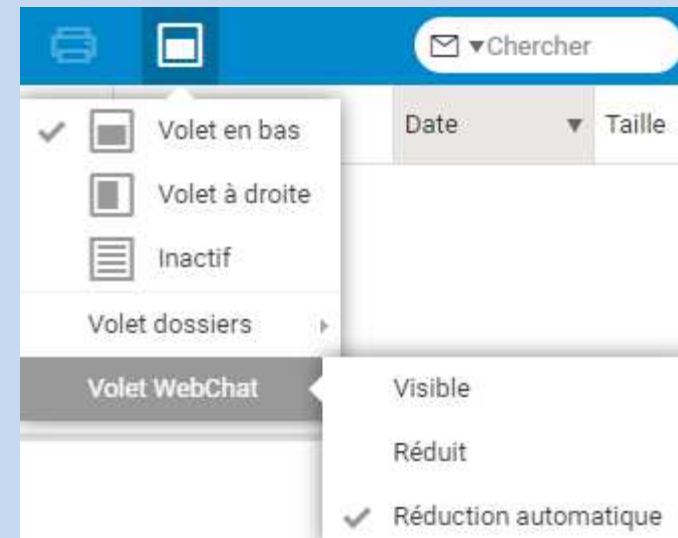 Chercher
Volet en bas
Date
Taille
Volet à droite
Inactif
Volet dossiers
Volet WebChat
Visible
Réduit
Réduction automatique